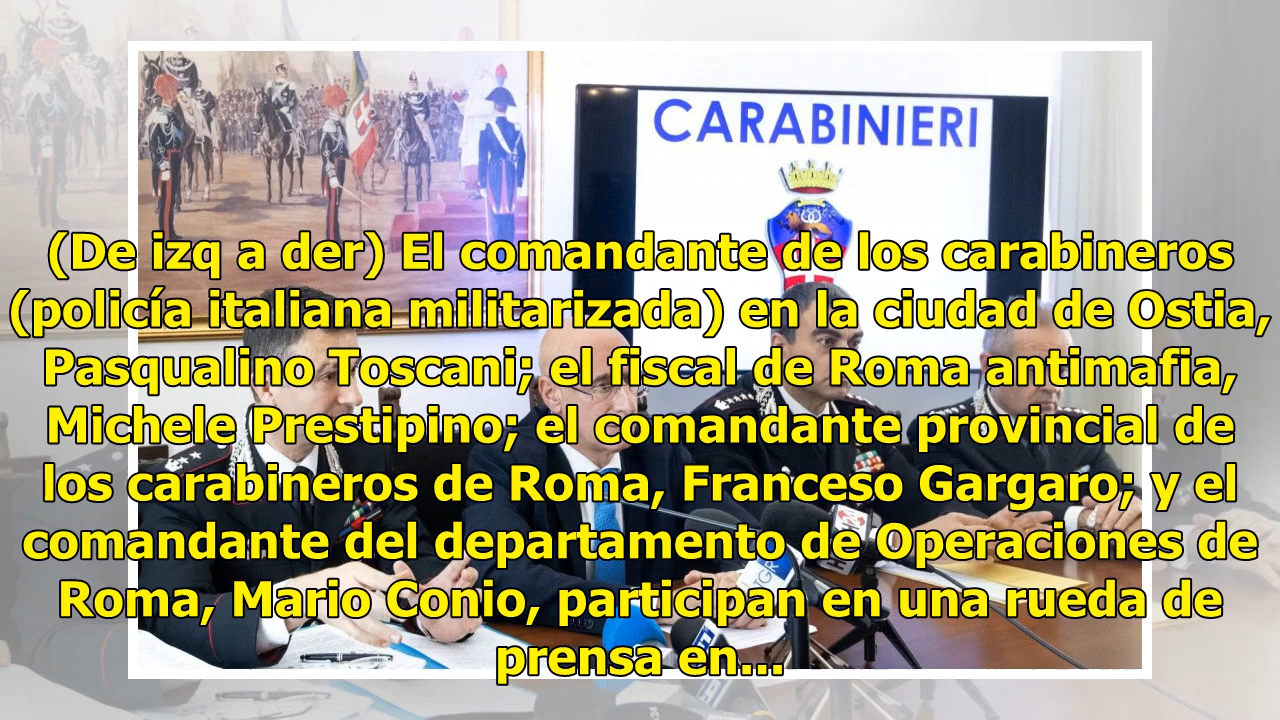 CARABINIERI
(De izq a der) El comandante de los carabineros
(policía italiana militarizada) en la ciudad de Ostia,
Pasqualino Toscani; el fiscal de Roma antimafia,
Michele Prestipino; el comandante provincial de
los carabineros de Roma, Franceso Gargaro; y el
comandante del departamento de Operaciones de
Roma, Mario Conio, participan en una rueda de
prensa en...
TGR